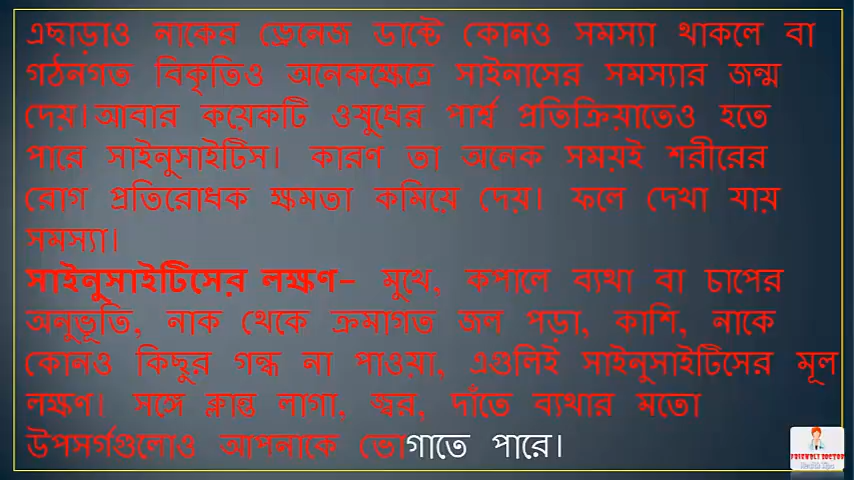 এছাড়াও নাকের ড্রেনেজ ডাক্টে কোনও সমস্যা থাকলে বা
গঠনগত বিকৃতিও অনেকক্ষেত্রে সাইনাসের সমস্যার জন্ম
দেয়। আবার কয়েকটি ওষুধের পার্শ্ব প্রতিক্রিয়াতেও হতে
পারে সাইনুসাইটিস। কারণ তা অনেক সময়ই শরীরের
রোগ প্রতিরোধক ক্ষমতা কমিয়ে দেয়। ফলে দেখা যায়
সমস্যা।
সাইনুসাইটিসের লক্ষণ– মুখে, কপালে ব্যথা বা চাপের
অনুভূতি, নাক থেকে ক্রমাগত জল পড়া, কাশি, নাকে
কোনও কিছুর গন্ধ না পাওয়া, এগুলিই সাইনুসাইটিসের মূল
লক্ষণ। সঙ্গে ক্লান্ত লাগা, জ্বর, দাঁতে ব্যথার মতো
উপসর্গগুলোও আপনাকে ভোগাতে পারে।
FRIENDLY DOCTOR